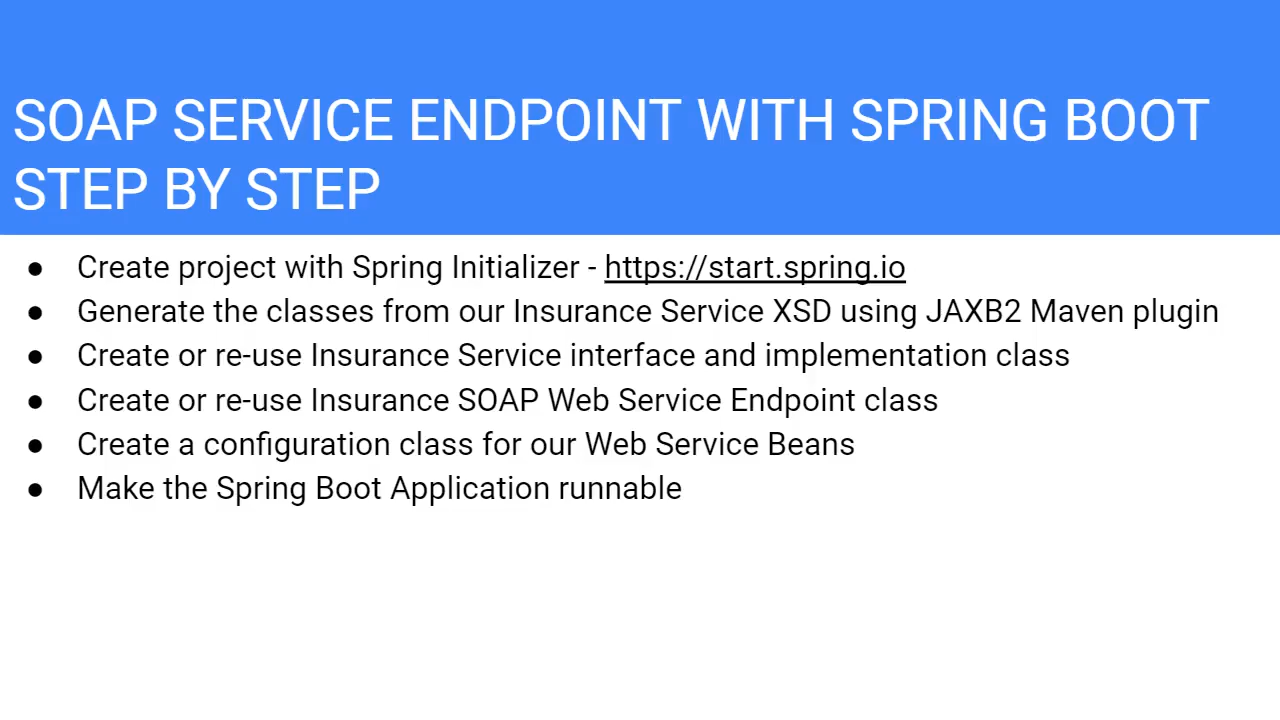 SOAP SERVICE ENDPOINT WITH SPRING BOOT
STEP BY STEP
● Create project with Spring Initializer - https://start.spring.io
● Generate the classes from our Insurance Service XSD using JAXB2 Maven plugin
● Create or re-use Insurance Service interface and implementation class
● Create or re-use Insurance SOAP Web Service Endpoint class
● Create a configuration class for our Web Service Beans
● Make the Spring Boot Application runnable